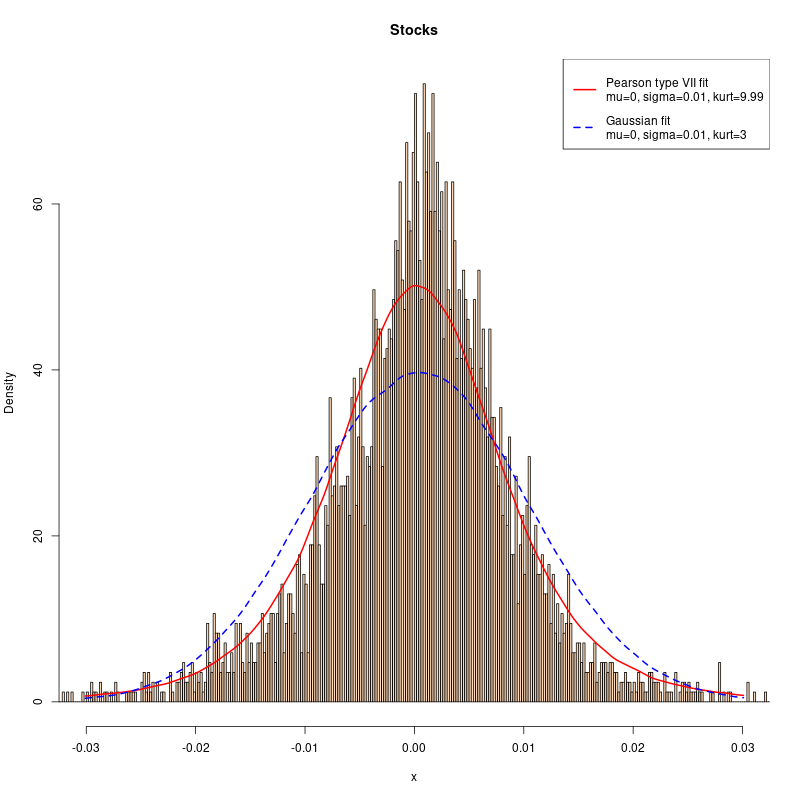 Stocks
Pearson type VII fit
mu=0, sigma=0.01, kurt=9.99
Gaussian fit
mu=0, sigma=0.01, kurt=3
Density
60
40
20
0
-0.03 -0.02 -0.01 0.00 0.01 0.02 0.03
x